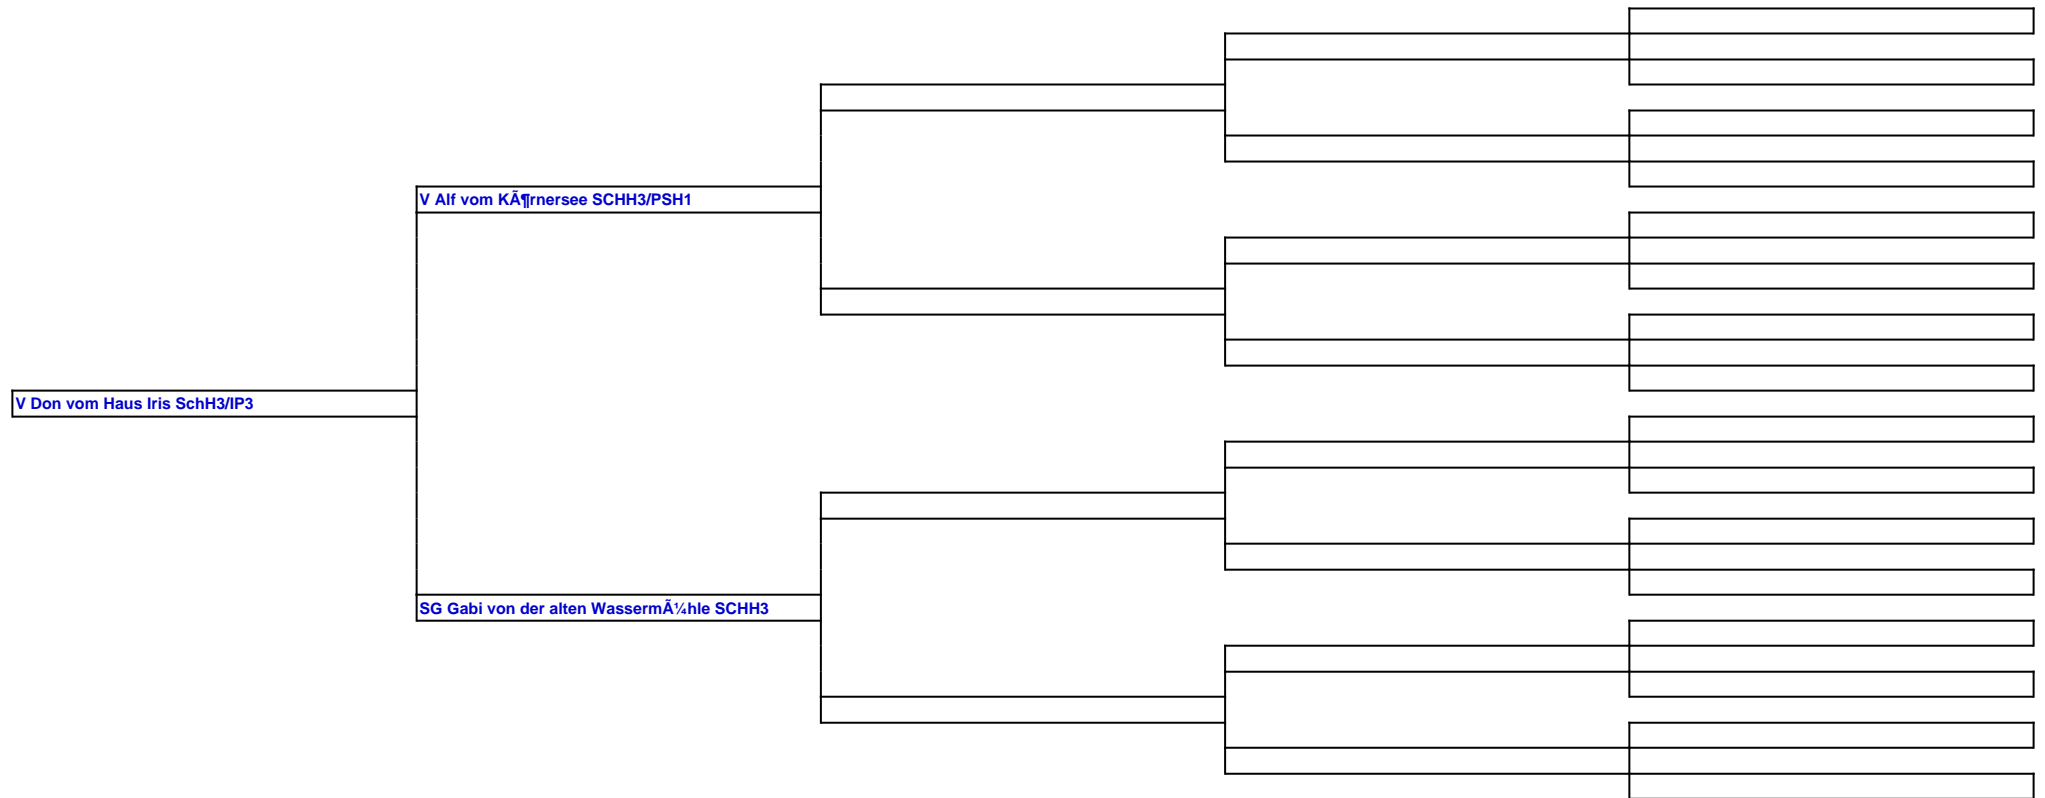 V Alf vom KÃ¶rnersee SCHH3/PSH1
V Don vom Haus Iris SchH3/IP3
SG Gabi von der alten WassermÃ¼hle SCHH3